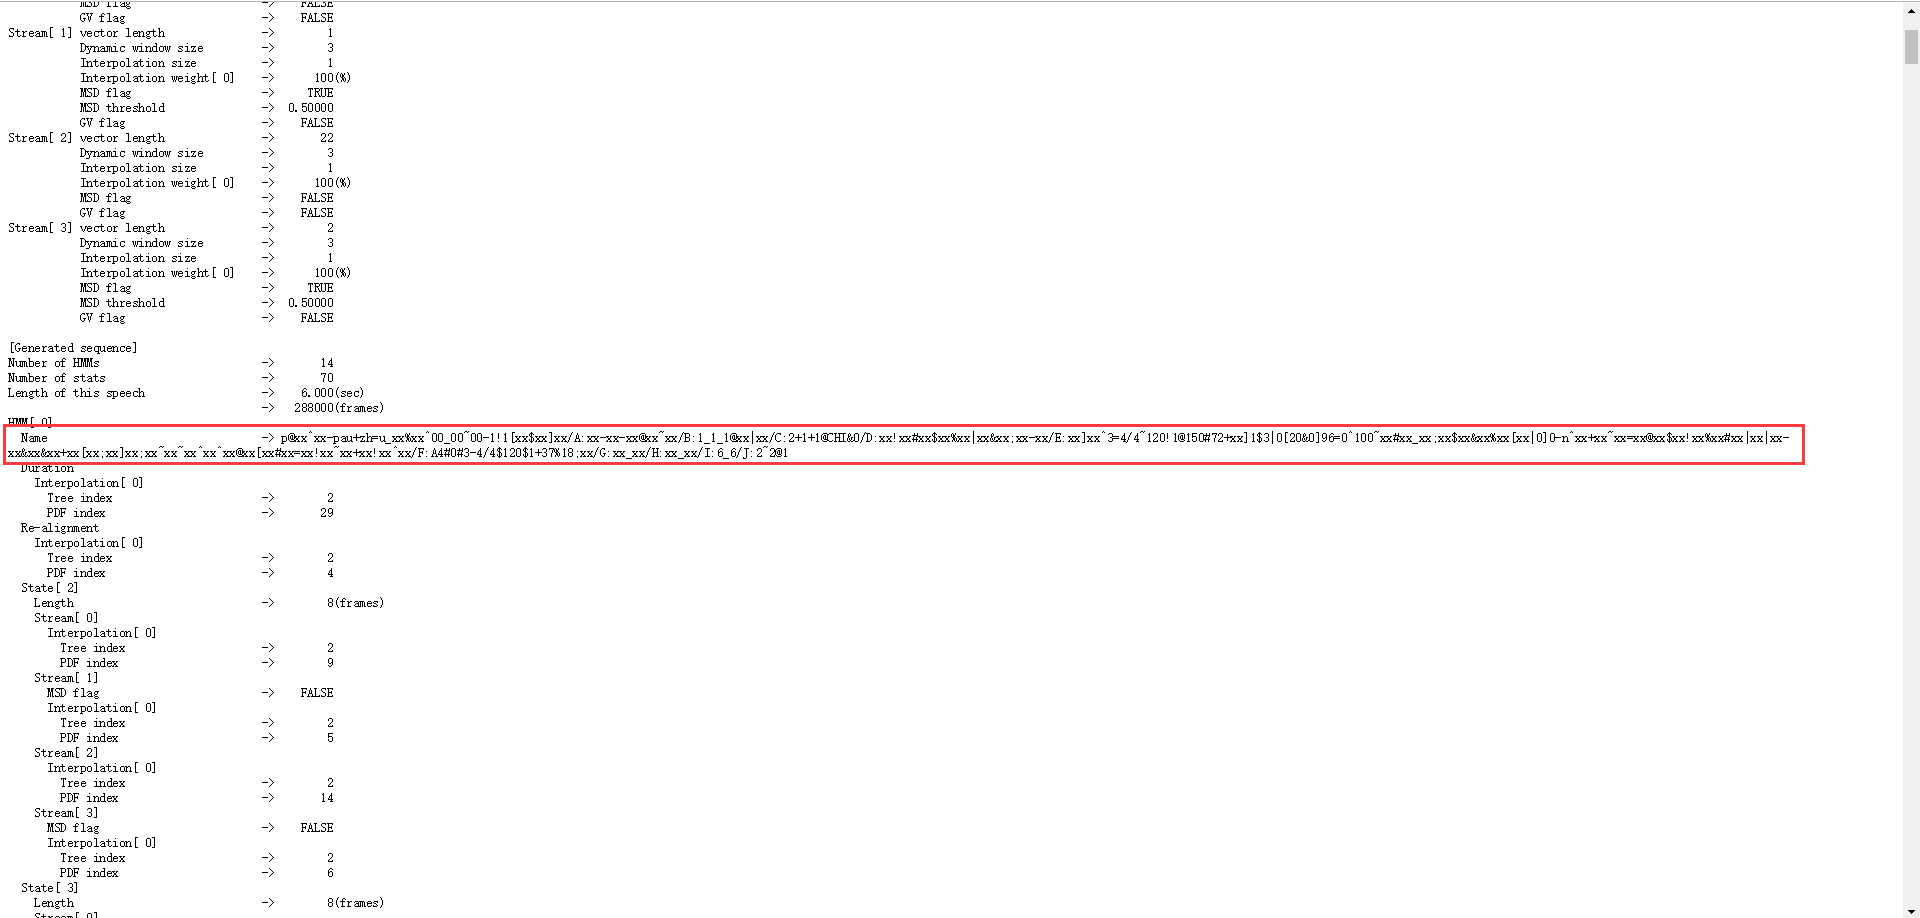 MSD flag -> FALSE
GV flag -> FALSE
Stream[ 1] vector length -> 1
Dynamic window size -> 3
Interpolation size -> 1
Interpolation weight[ 0] -> 100(%)
MSD flag -> TRUE
MSD threshold -> 0.50000
GV flag -> FALSE
Stream[ 2] vector length -> 22
Dynamic window size -> 3
Interpolation size -> 1
Interpolation weight[ 0] -> 100(%)
MSD flag -> FALSE
GV flag -> FALSE
Stream[ 3] vector length -> 2
Dynamic window size -> 3
Interpolation size -> 1
Interpolation weight[ 0] -> 100(%)
MSD flag -> TRUE
MSD threshold -> 0.50000
GV flag -> FALSE
[Generated sequence]
Number of HMMs -> 14
Number of stats -> 70
Length of this speech -> 6.000(sec)
-> 288000(frames)
HMM[ 0]
Name -> p@xx^xx-pau+zh=u_xx%xx^00_00~00-1!1[xx$xx]xx/A:xx-xx-xx@xx~xx/B:1_1_1@xx|xx/C:2+1+1@CHI&0/D:xx!xx#xx$xx%xx|xx&xx;xx-xx/E:xx]xx^3=4/4~120!1@150#72+xx]1$3|0[20&0]96=0^100~xx#xx_xx;xx$xx&xx%xx[xx|0]0-n^xx+xx~xx=xx@xx$xx!xx%xx#xx|xx|xx-
xx&xx&xx+xx[xx;xx]xx;xx~xx~xx^xx^xx^xx@xx[xx#xx=xx!xx~xx+xx!xx^xx/F:A4#0#3-4/4$120$1+37%18;xx/G:xx_xx/H:xx_xx/I:6_6/J:2~2@1
Duration
Interpolation[ 0]
Tree index -> 2
PDF index -> 29
Re-alignment
Interpolation[ 0]
Tree index -> 2
PDF index -> 4
State[ 2]
Length -> 8(frames)
Stream[ 0]
Interpolation[ 0]
Tree index -> 2
PDF index -> 9
Stream[ 1]
MSD flag -> FALSE
Interpolation[ 0]
Tree index -> 2
PDF index -> 5
Stream[ 2]
Interpolation[ 0]
Tree index -> 2
PDF index -> 14
Stream[ 3]
MSD flag -> FALSE
Interpolation[ 0]
Tree index -> 2
PDF index -> 6
State[ 3]
Length -> 8(frames)
Stream[ 0]